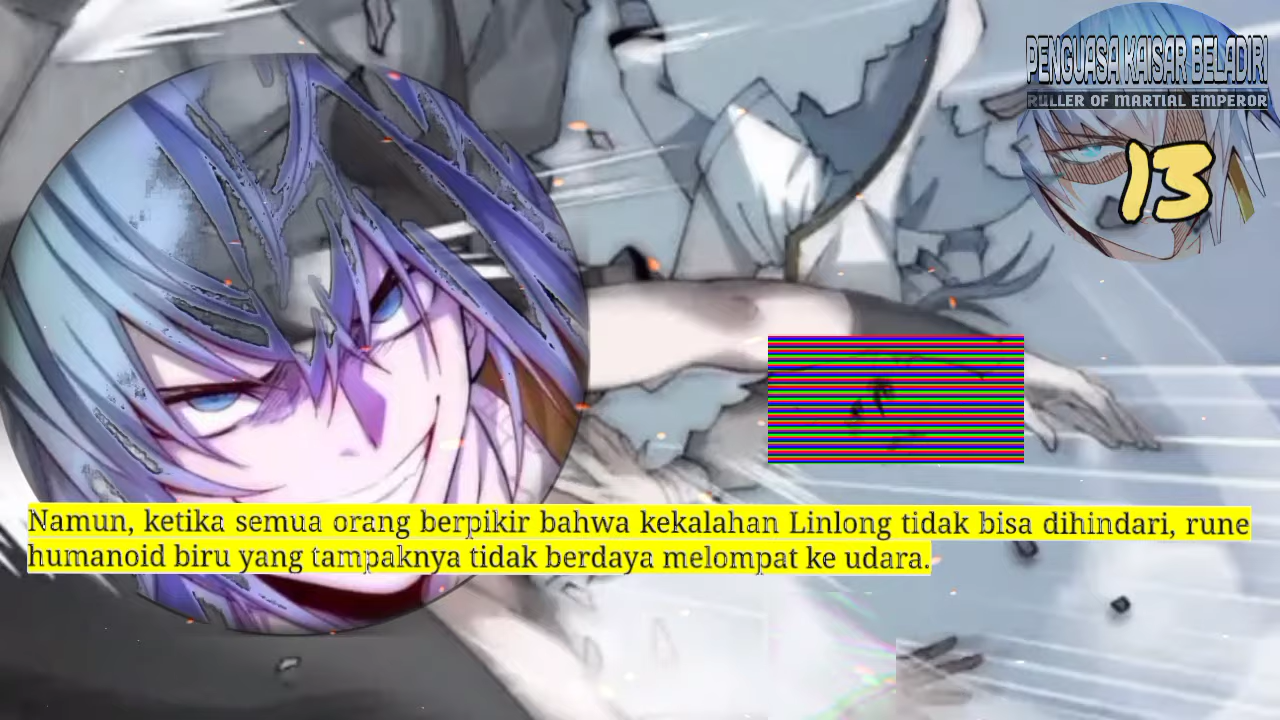 PENGUASA KAISAR BELADIRI
RULLER OF MARTIAL EMPEROR
13
Namun, ketika semua orang berpikir bahwa kekalahan Linlong tidak bisa dihindari, rune
humanoid biru yang tampaknya tidak berdaya melompat ke udara.